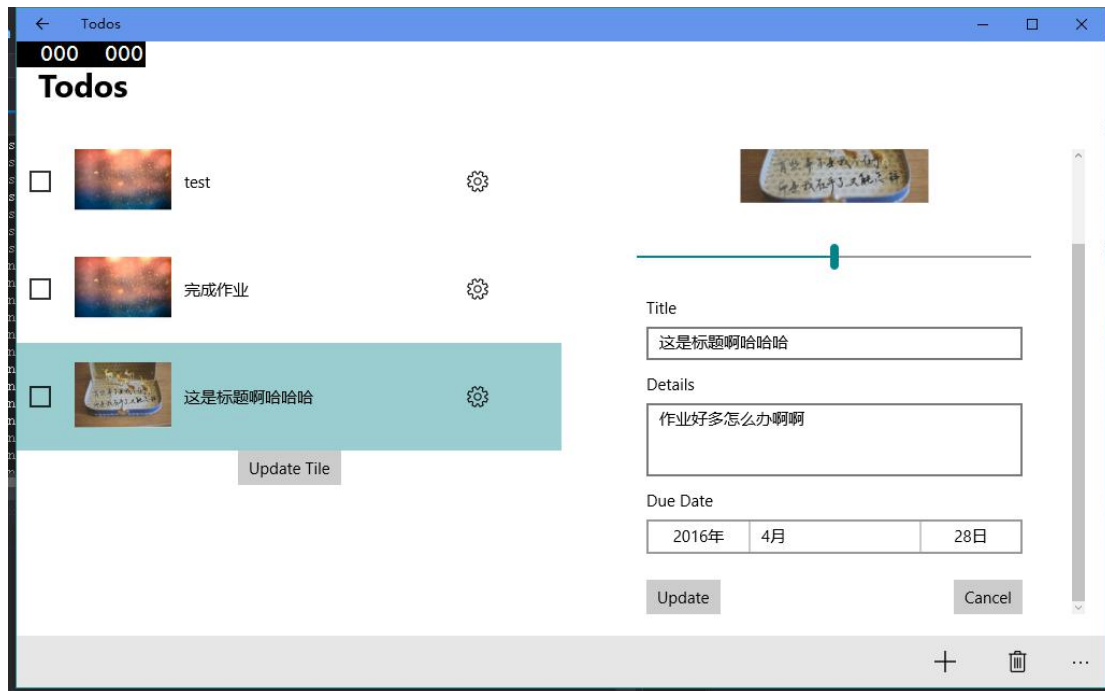 Todos
000 000
Todos
test
完成作业
这是标题啊哈哈哈
Update Tile
Title
这是标题啊哈哈哈
Details
作业好多怎么办啊啊
Due Date
2016年 4月 28日
Update Cancel